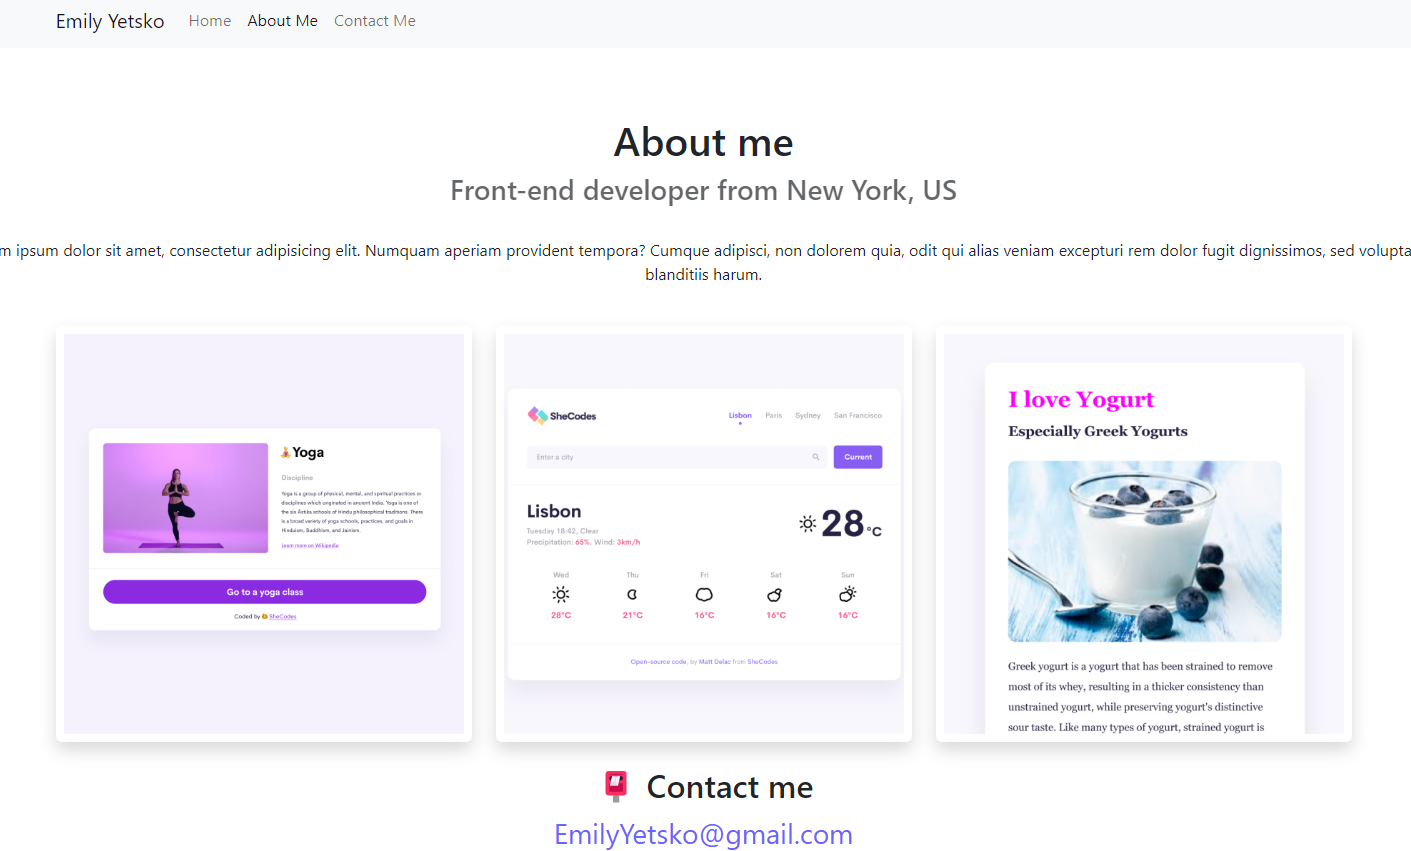 Emily Yetsko Home About Me Contact Me
About me
Front-end developer from New York, US
m ipsum dolor sit amet, consectetur adipisicing elit. Numquam aperiam provident tempora? Cumque adipisci, non dolorem quia, odit qui alias veniam excepturi rem dolor fugit dignissimos, sed volupta
blanditiis harum.
Yoga
Discipline
Yoga is a group of physical, mental, and spiritual practices or
disciplines which originated in ancient India. Yoga is one of
the six Āstika schools of Hindu philosophical traditions. There
is a broad variety of yoga schools, practices, and goals in
Hinduism, Buddhism, and Jainism.
Learn more on Wikipedia
Go to a yoga class
Coded by SheCodes
SheCodes Lisbon Paris Sydney San Francisco
Enter a city Current
Lisbon
Tuesday 18:42, Clear
Precipitation: 65%, Wind: 3km/h
28°C
Wed Thu Fri Sat Sun
28°C 21°C 16°C 16°C 16°C
Open-source code, by Matt Delac from SheCodes
I love Yogurt
Especially Greek Yogurts
Greek yogurt is a yogurt that has been strained to remove
most of its whey, resulting in a thicker consistency than
unstrained yogurt, while preserving yogurt's distinctive
sour taste. Like many types of yogurt, strained yogurt is
Contact me
EmilyYetsko@gmail.com